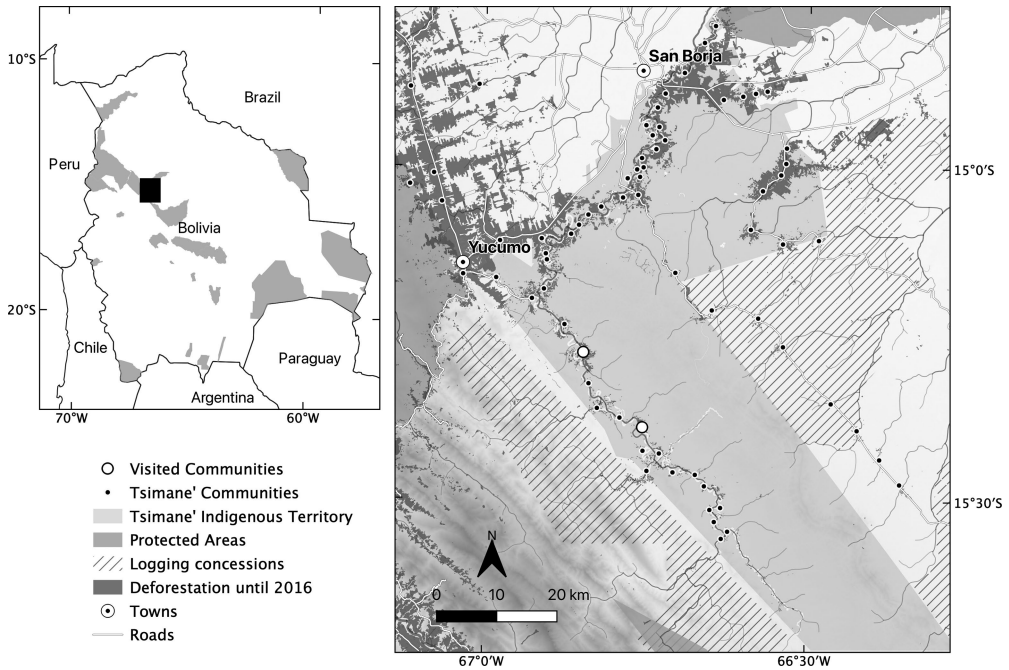 10°S
20°S
70°W
60°W
Brazil
Peru
Bolivia
Chile
Paraguay
Argentina
San Borja
Yucumo
15°0'S
15°30'S
67°0'W
66°30'W
N
0 10 20 km
Visited Communities
Tsimane' Communities
Tsimane' Indigenous Territory
Protected Areas
Logging concessions
Deforestation until 2016
Towns
Roads